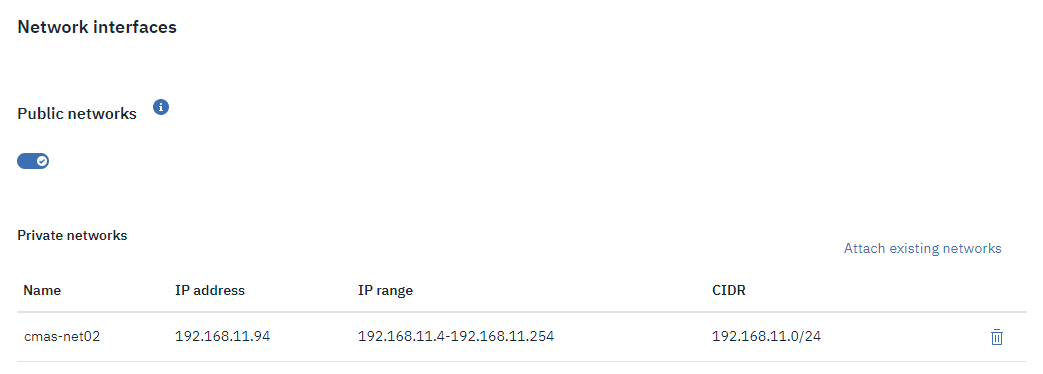 Network interfaces
Public networks
Private networks
Attach existing networks
Name IP address IP range CIDR
cmas-net02 192.168.11.94 192.168.11.4-192.168.11.254 192.168.11.0/24